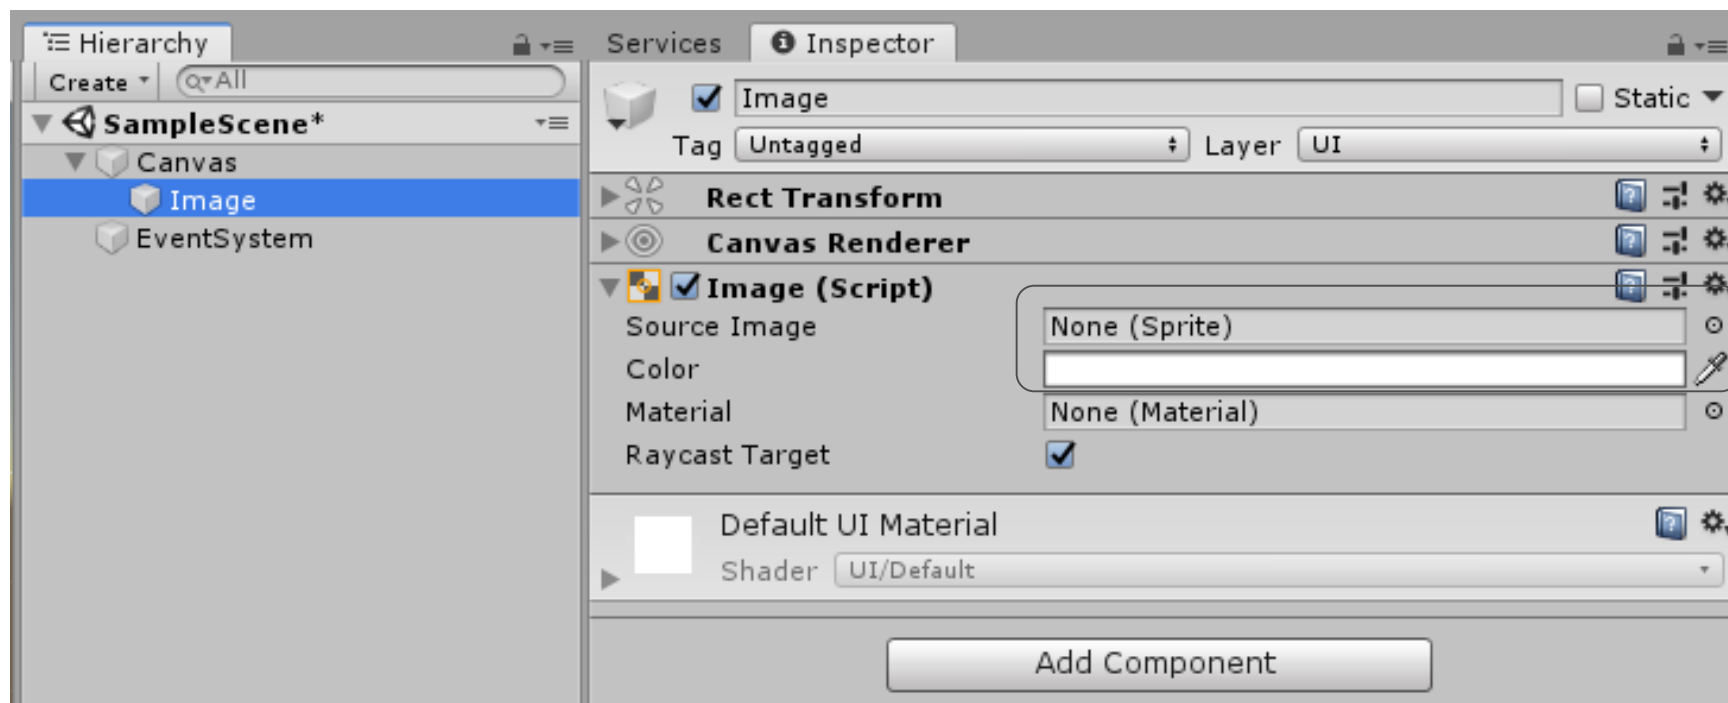 Hierarchy
Create
All
SampleScene*
Canvas
Image
EventSystem
Services
Inspector
Image
Static
Tag Untagged
Layer UI
Rect Transform
Canvas Renderer
Image (Script)
Source Image None (Sprite)
Color
Material None (Material)
Raycast Target
Default UI Material
Shader UI/Default
Add Component